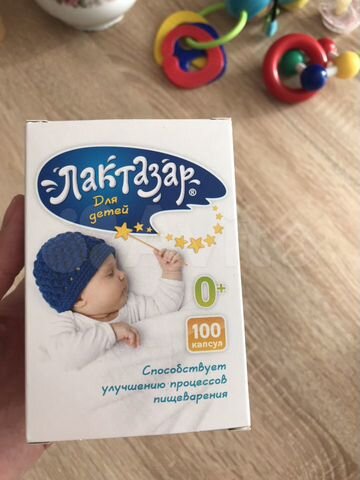 Лактазар®
Для
детей
0+
100
капсул
Способствует
улучшению процессов
пищеварения